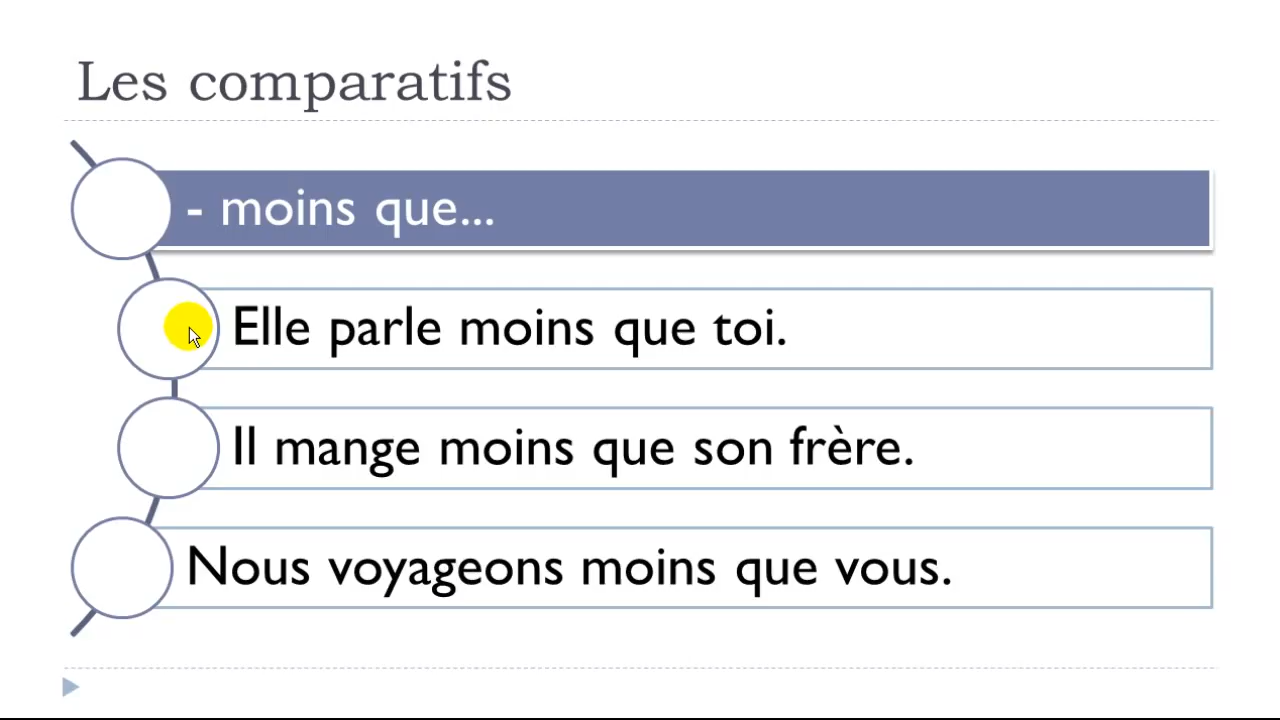 Les comparatifs
- moins que...
Elle parle moins que toi.
Il mange moins que son frère.
Nous voyageons moins que vous.